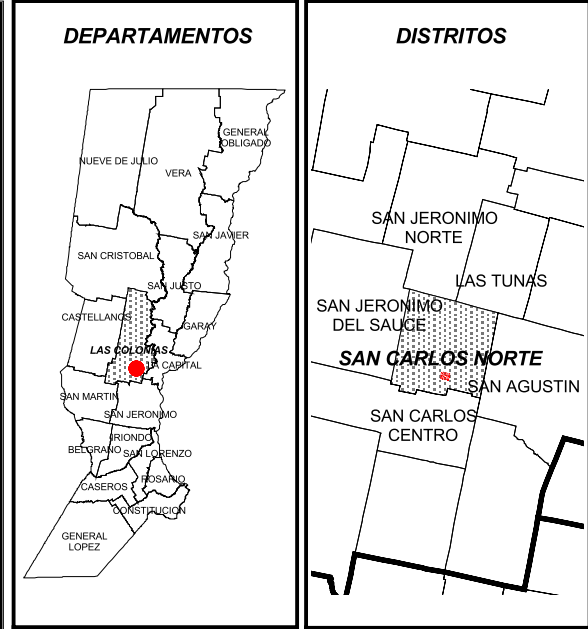 DEPARTAMENTOS
GENERAL
OBLIGADO
NUEVE DE JULIO
VERA
SAN JAVIER
SAN CRISTOBAL
SAN JUSTO
CASTELLANOS
GARAY
LAS COLONIAS
LA CAPITAL
SAN MARTIN
SAN JERONIMO
IRIONDO
BELGRANO
SAN LORENZO
CASEROS
ROSARIO
CONSTITUCION
GENERAL
LOPEZ
DISTRITOS
SAN JERONIMO
NORTE
LAS TUNAS
SAN JERONIMO
DEL SAUCE
SAN CARLOS NORTE
SAN AGUSTIN
SAN CARLOS
CENTRO